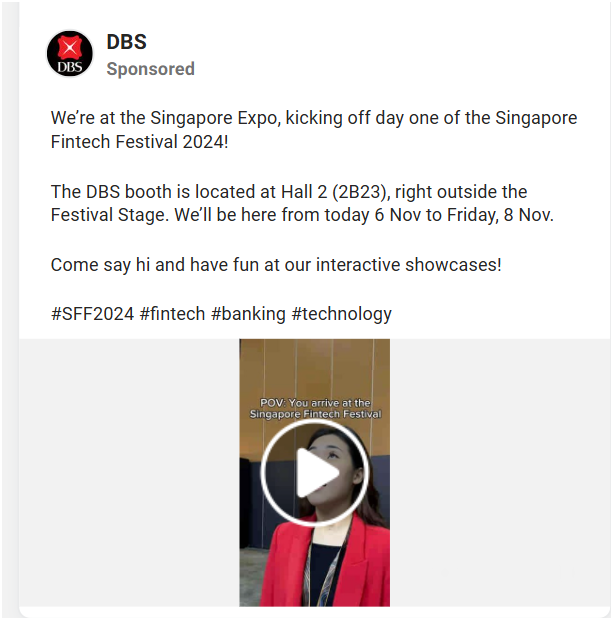 DBS
DBS
Sponsored
We’re at the Singapore Expo, kicking off day one of the Singapore
Fintech Festival 2024!
The DBS booth is located at Hall 2 (2B23), right outside the
Festival Stage. We’ll be here from today 6 Nov to Friday, 8 Nov.
Come say hi and have fun at our interactive showcases!
#SFF2024 #fintech #banking #technology
POV: You arrive at the
Singapore Fintech Festival